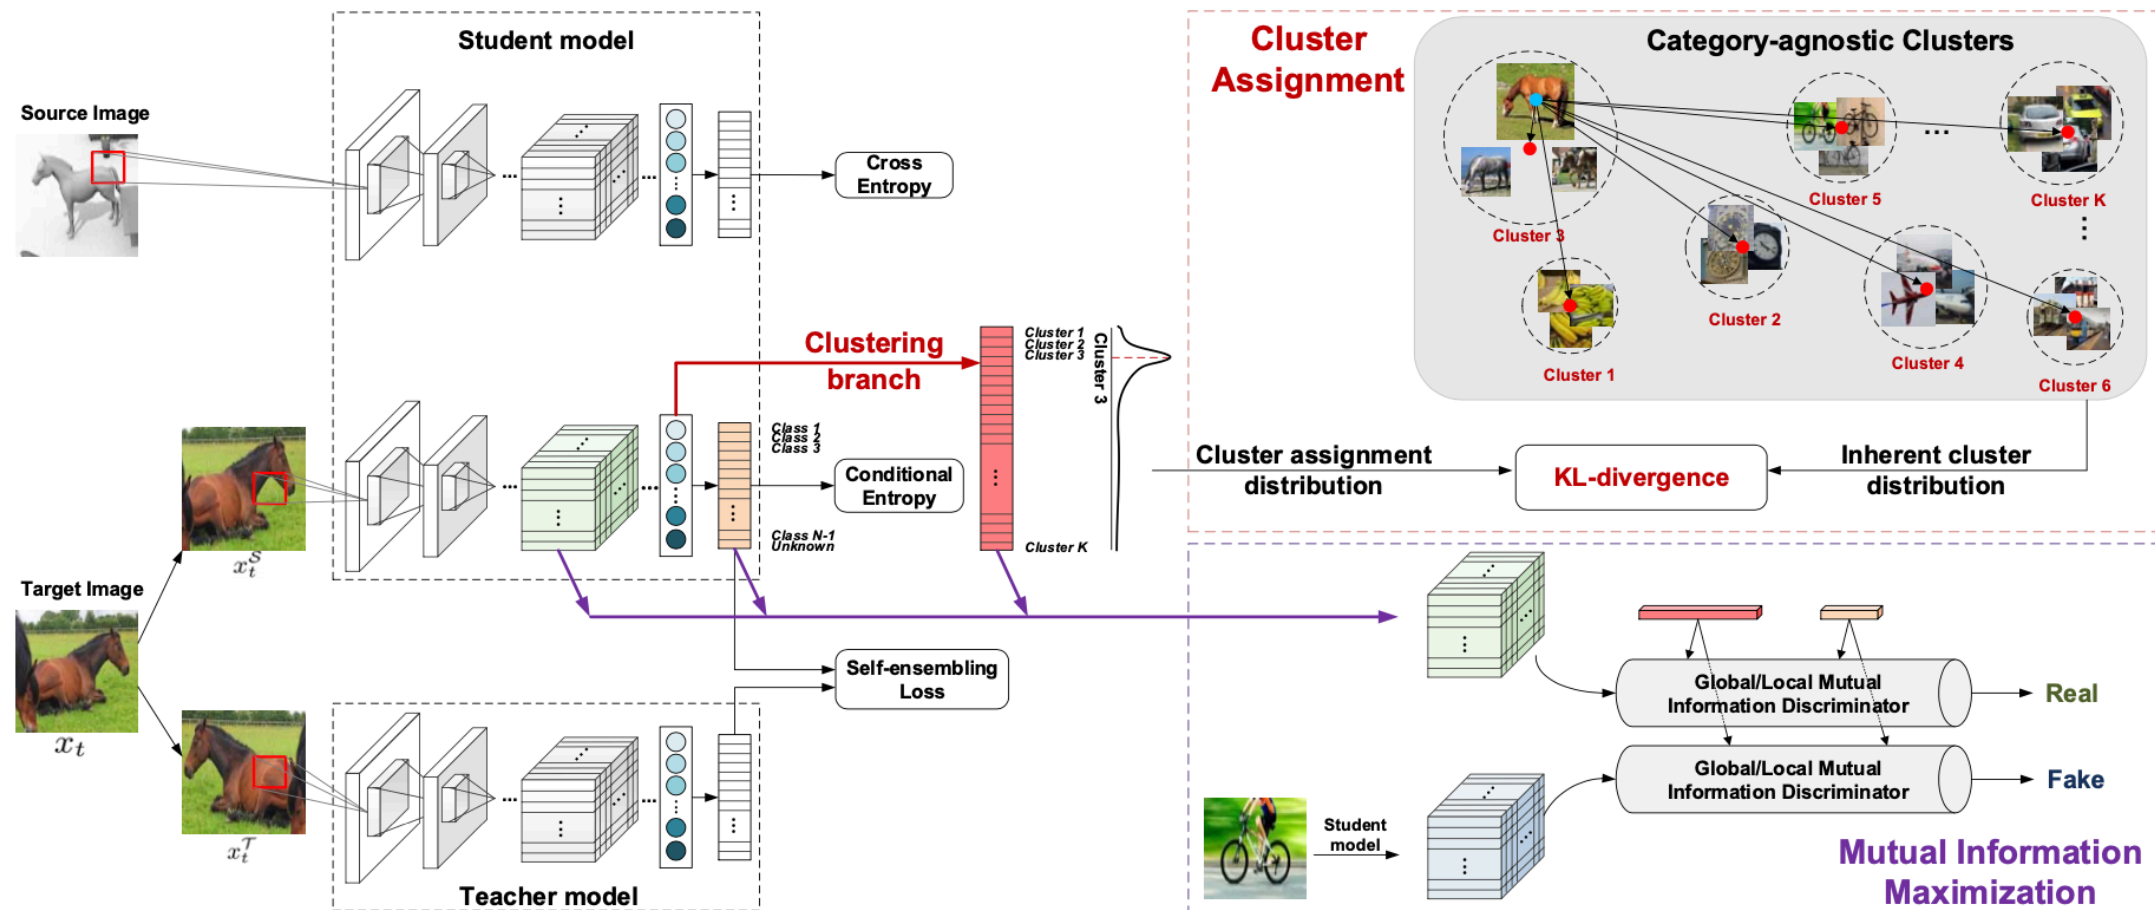 Student model
Source Image
Cross
Entropy
Clustering
branch
Cluster 1
Cluster 2
Cluster 3
Cluster K
Cluster 3
Class 1
Class 2
Class 3
Class N-1
Unknown
Conditional
Entropy
x_t^S
Target Image
x_t
x_t^T
Self-ensembling
Loss
Teacher model
Cluster
Assignment
Category-agnostic Clusters
Cluster 3
Cluster 5
Cluster K
Cluster 2
Cluster 1
Cluster 4
Cluster 6
Cluster assignment
distribution
KL-divergence
Inherent cluster
distribution
Global/Local Mutual
Information Discriminator
Real
Global/Local Mutual
Information Discriminator
Fake
Student
model
Mutual Information
Maximization